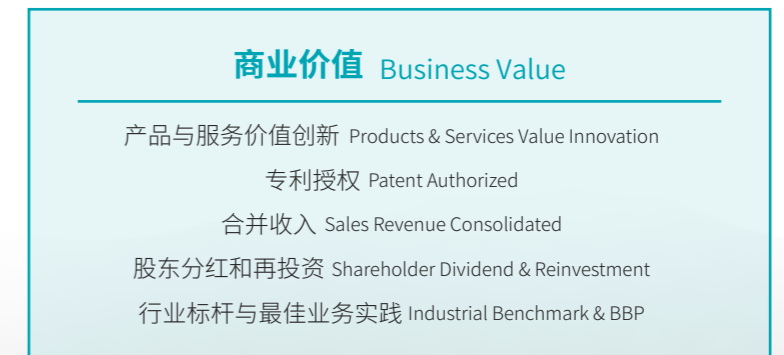 商业价值 Business Value
产品与服务价值创新 Products & Services Value Innovation
专利授权 Patent Authorized
合并收入 Sales Revenue Consolidated
股东分红和再投资 Shareholder Dividend & Reinvestment
行业标杆与最佳业务实践 Industrial Benchmark & BBP